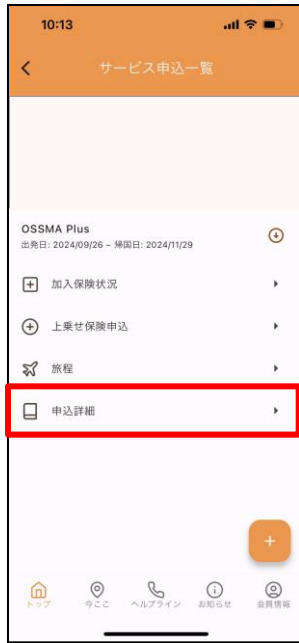 10:13
サービス申込一覧
OSSMA Plus
出発日: 2024/09/26 – 帰国日: 2024/11/29
加入保険状況
上乗せ保険申込
旅程
申込詳細
トップ
今ここ
ヘルプライン
お知らせ
会員情報